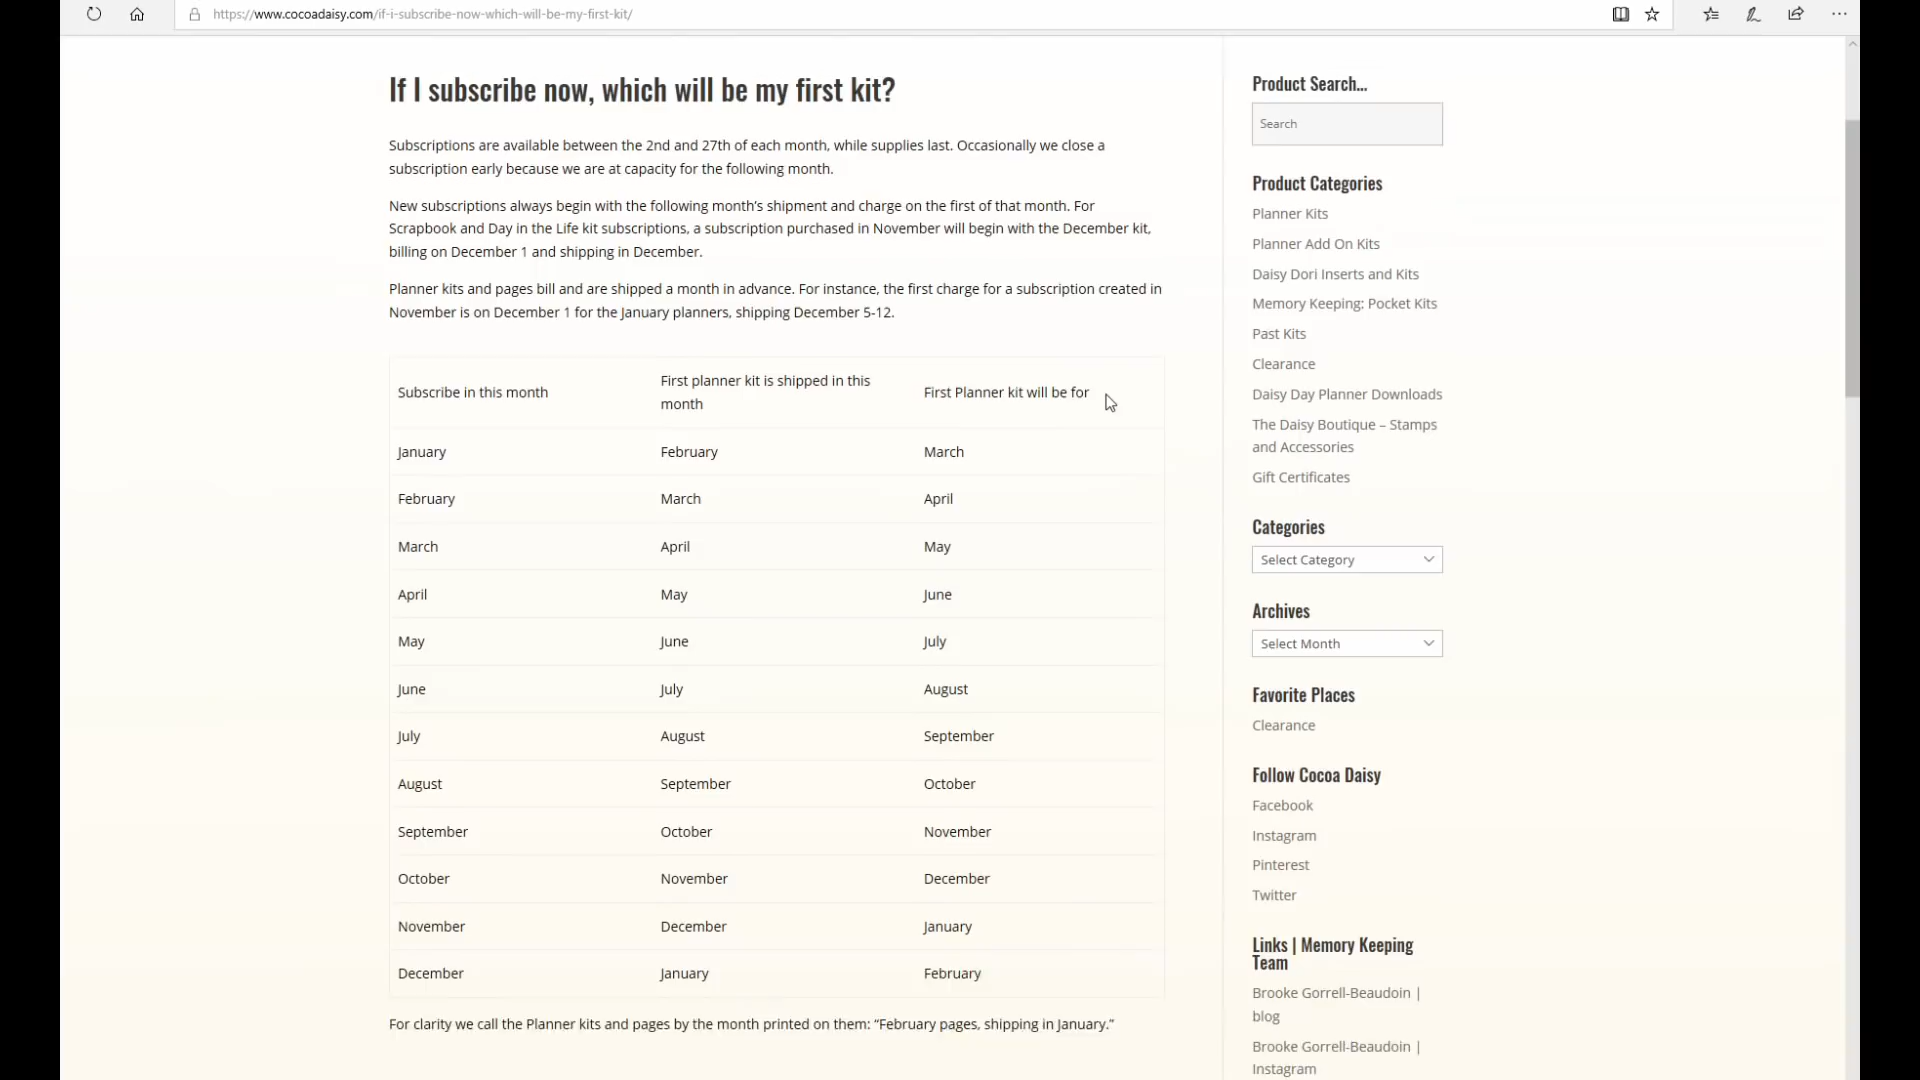 https://www.cocoadaisy.com/if-i-subscribe-now-which-will-be-my-first-kit/
If I subscribe now, which will be my first kit?
Subscriptions are available between the 2nd and 27th of each month, while supplies last. Occasionally we close a
subscription early because we are at capacity for the following month.
New subscriptions always begin with the following month's shipment and charge on the first of that month. For
Scrapbook and Day in the Life kit subscriptions, a subscription purchased in November will begin with the December kit,
billing on December 1 and shipping in December.
Planner kits and pages bill and are shipped a month in advance. For instance, the first charge for a subscription created in
November is on December 1 for the January planners, shipping December 5-12.
Subscribe in this month First planner kit is shipped in this First Planner kit will be for
month
January February March
February March April
March April May
April May June
May June July
June July August
July August September
August September October
September October November
October November December
November December January
December January February
For clarity we call the Planner kits and pages by the month printed on them: “February pages, shipping in January.”
Product Search...
Search
Product Categories
Planner Kits
Planner Add On Kits
Daisy Dori Inserts and Kits
Memory Keeping: Pocket Kits
Past Kits
Clearance
Daisy Day Planner Downloads
The Daisy Boutique – Stamps
and Accessories
Gift Certificates
Categories
Select Category
Archives
Select Month
Favorite Places
Clearance
Follow Cocoa Daisy
Facebook
Instagram
Pinterest
Twitter
Links | Memory Keeping
Team
Brooke Gorrell-Beaudoin |
blog
Brooke Gorrell-Beaudoin |
Instagram